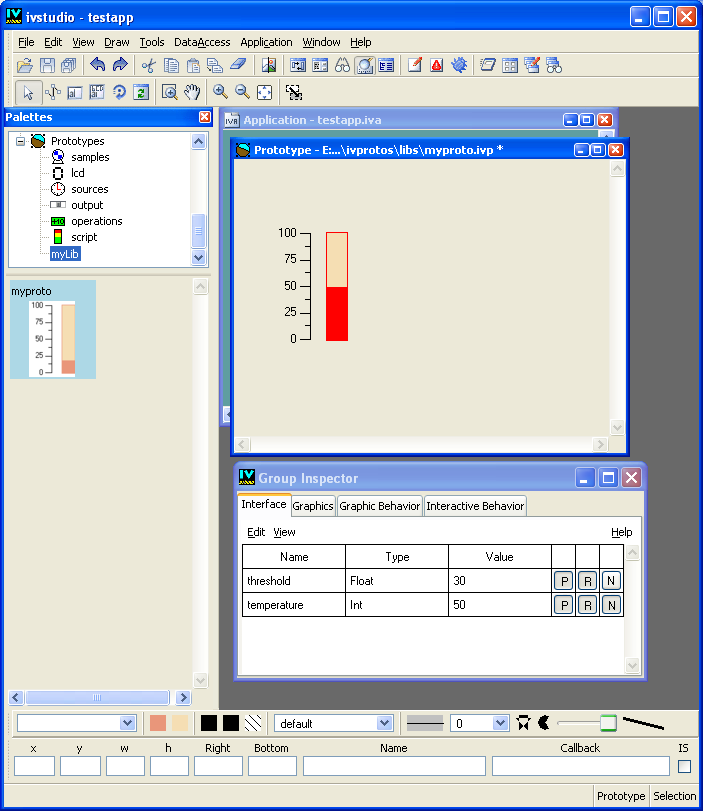 ivstudio - testapp
File Edit View Draw Tools DataAccess Application Window Help
Palettes
Prototypes
samples
lcd
sources
output
operations
script
myLib
myproto
100
75
50
25
0
IVA Application - testapp.iva
Prototype - E:...\ivprotos\libs\myproto.ivp *
100
75
50
25
0
Group Inspector
Interface Graphics Graphic Behavior Interactive Behavior
Edit View Help
Name Type Value
threshold Float 30 P R N
temperature Int 50 P R N
default 0
x y w h Right Bottom Name Callback IS
Prototype Selection